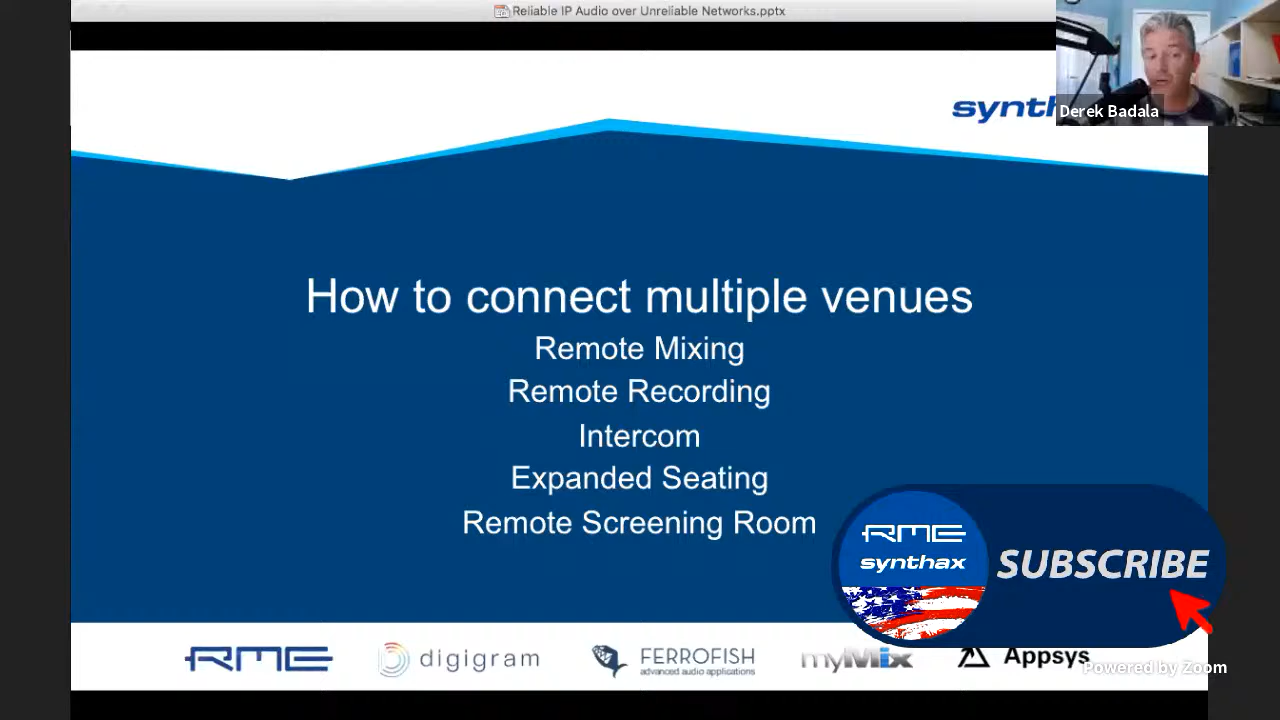 Reliable IP Audio over Unreliable Networks.pptx
synth
Derek Badala
How to connect multiple venues
Remote Mixing
Remote Recording
Intercom
Expanded Seating
Remote Screening Room
RME
synthax
SUBSCRIBE
RME
digigram
FERROFISH
advanced audio applications
myMix
Appsys
Powered by Zoom